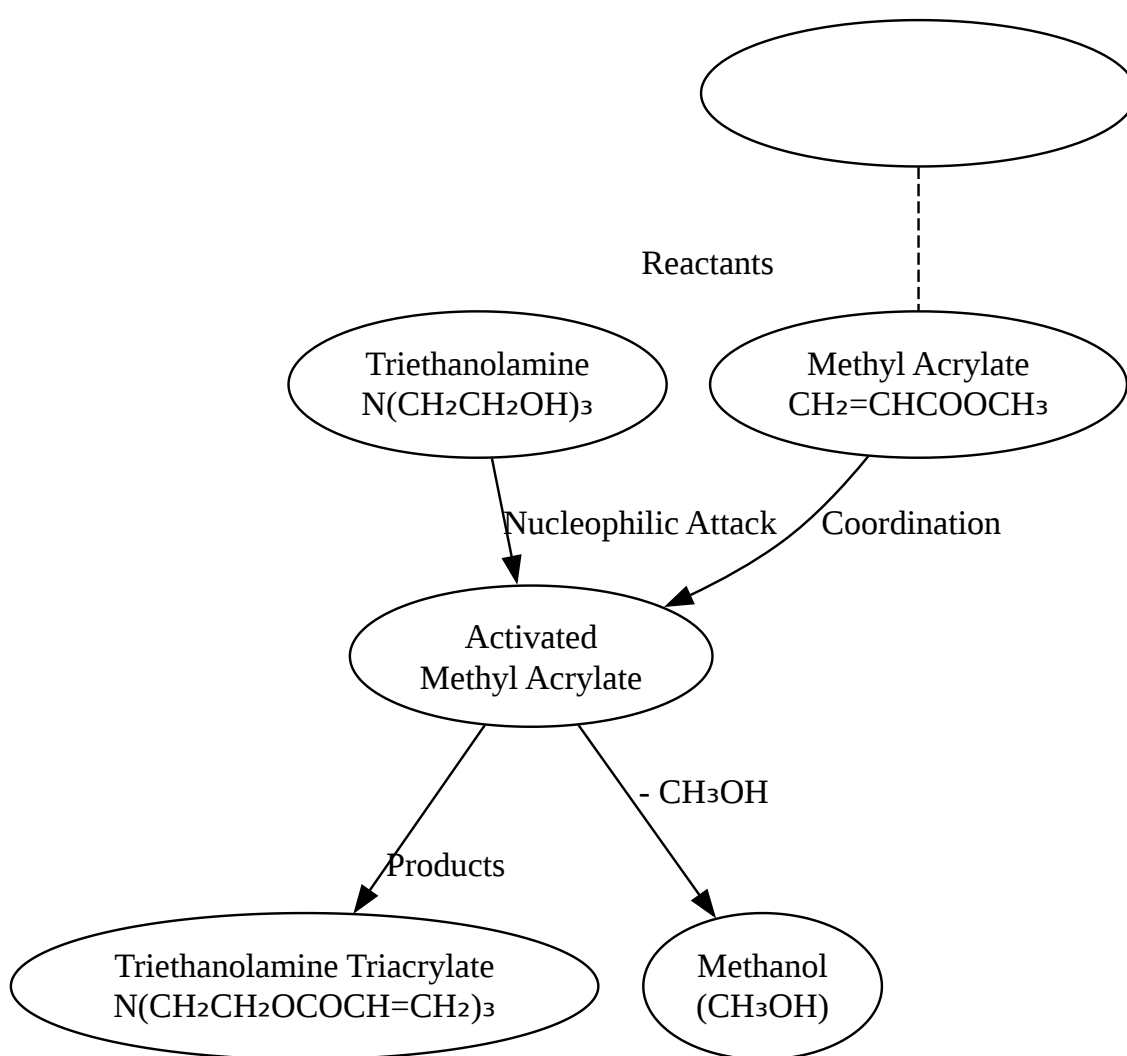 Reactants
Triethanolamine
N(CH₂CH₂OH)₃
Methyl Acrylate
CH₂=CHCOOCH₃
Nucleophilic Attack
Coordination
Activated
Methyl Acrylate
- CH₃OH
Products
Triethanolamine Triacrylate
N(CH₂CH₂OCOCH=CH₂)₃
Methanol
(CH₃OH)